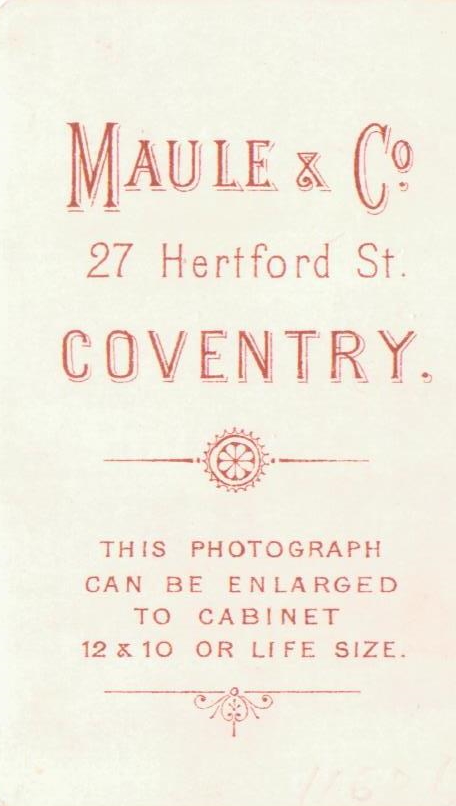 MAULE & Co.
27 Hertford St.
COVENTRY.
THIS PHOTOGRAPH
CAN BE ENLARGED
TO CABINET
12 & 10 OR LIFE SIZE.